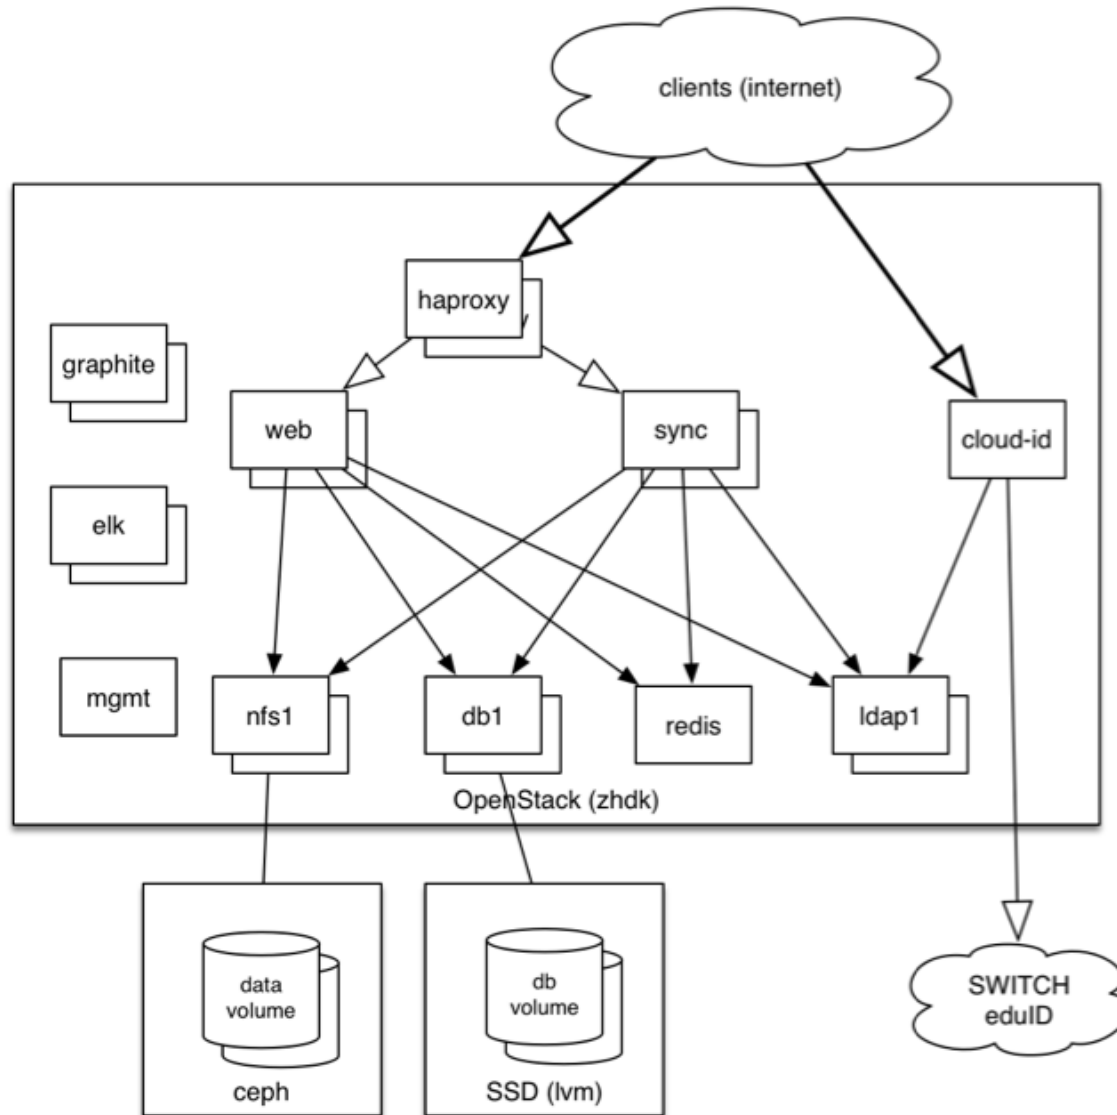 clients (internet)
haproxy
graphite
web
sync
cloud-id
elk
mgmt
nfs1
db1
redis
ldap1
OpenStack (zhdk)
data
volume
db
volume
SWITCH
eduID
ceph
SSD (lvm)